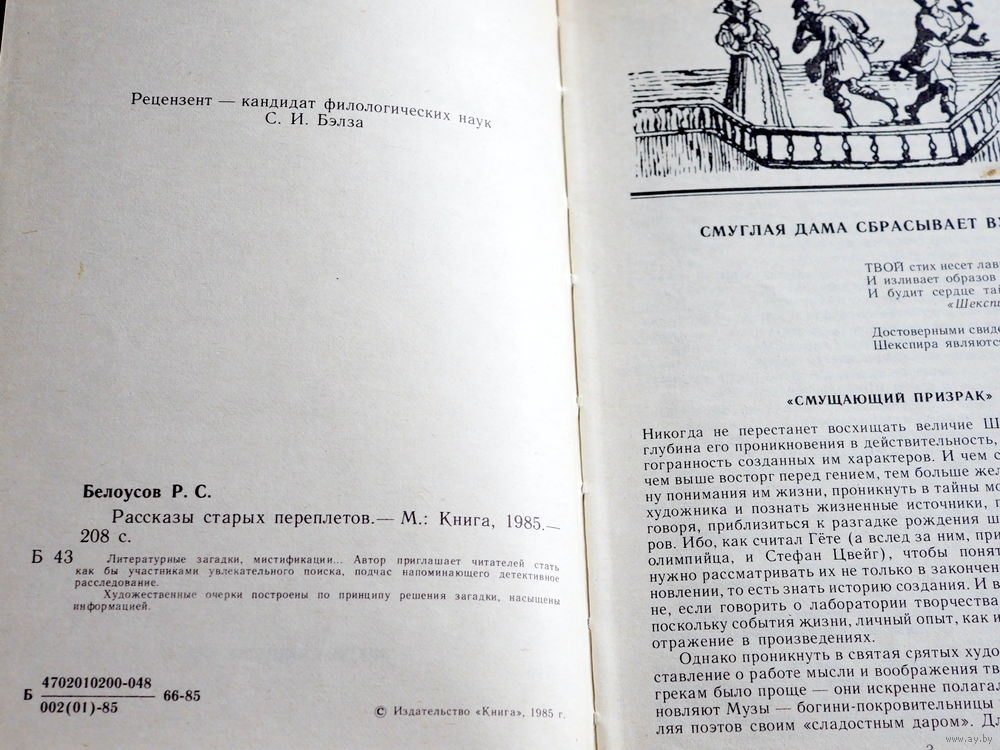 Рецензент — кандидат филологических наук
С. И. Бэлза
Белоусов Р. С.
Рассказы старых переплетов.— М.: Книга, 1985.—
208 с.
Б 43
Литературные загадки, мистификации... Автор приглашает читателей стать
как бы участниками увлекательного поиска, подчас напоминающего детективное
расследование.
Художественные очерки построены по принципу решения загадки, насыщены
информацией.
Б 4702010200-048
002(01)-85
66-85
© Издательство «Книга», 1985 г.
СМУГЛАЯ ДАМА СБРАСЫВАЕТ
ТВОЙ стих несет
И изливает образов
И будит сердце
Достоверными
Шекспира являются
«СМУЩАЮЩИЙ ПРИЗРАК»
Никогда не перестанет восхищать величие
глубина его проникновения в действительность,
гогранность созданных им характеров. И чем
чем выше восторг перед гением, тем больше
ну понимания им жизни, проникнуть в тайны
художника и познать жизненные источники,
говоря, приблизиться к разгадке рождения
ров. Ибо, как считал Гёте (а вслед за ним,
олимпийца, и Стефан Цвейг), чтобы
нужно рассматривать их не только в
новлении, то есть знать историю создания. И
не, если говорить о лаборатории творчества
поскольку события жизни, личный опыт, как
отражение в произведениях.
Однако проникнуть в святая святых
ставление о работе мысли и воображения
грекам было проще — они искренне
новляют Музы — богини-покровительницы
ляя поэтов своим «сладостным даром».
www.ay.by